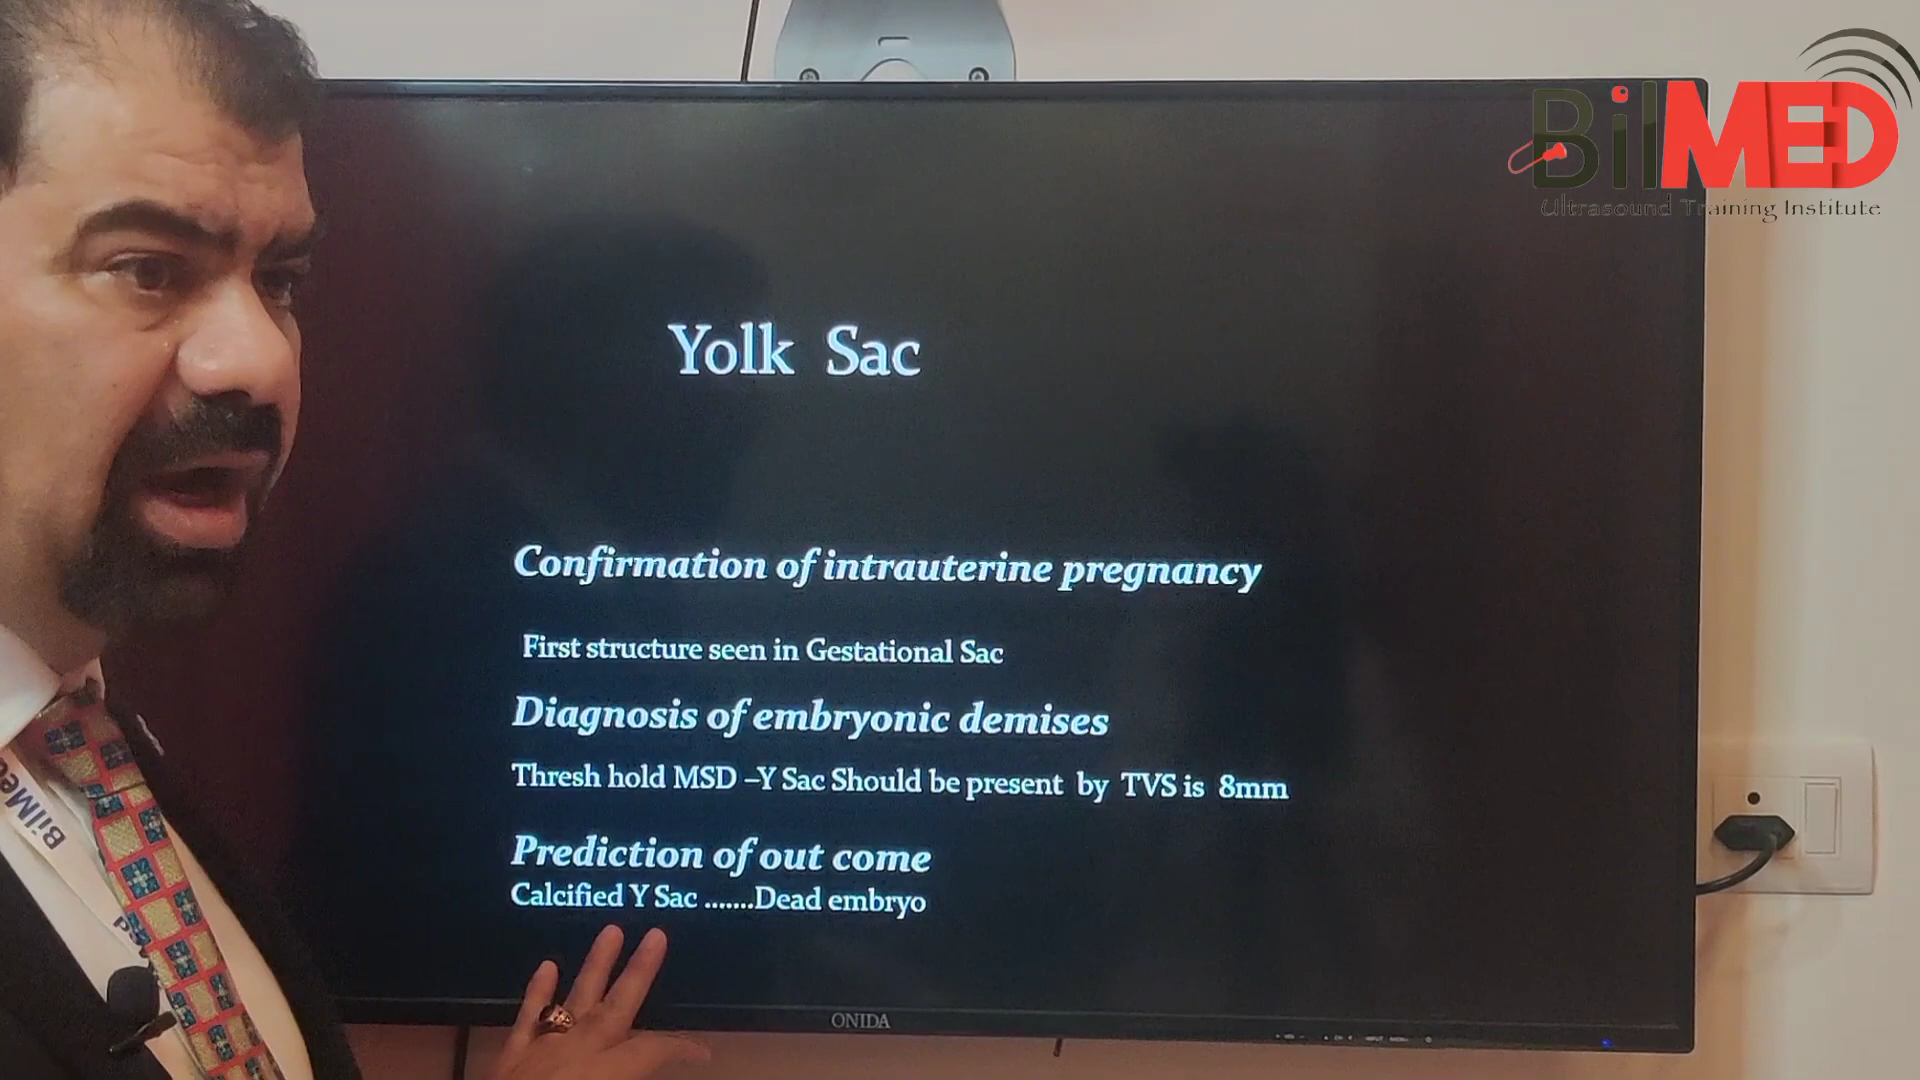 BilMED
Ultrasound Training Institute
Yolk Sac
Confirmation of intrauterine pregnancy
First structure seen in Gestational Sac
Diagnosis of embryonic demises
Thresh hold MSD –Y Sac Should be present by TVS is 8mm
Prediction of out come
Calcified Y Sac .......Dead embryo
BilMed
ONIDA